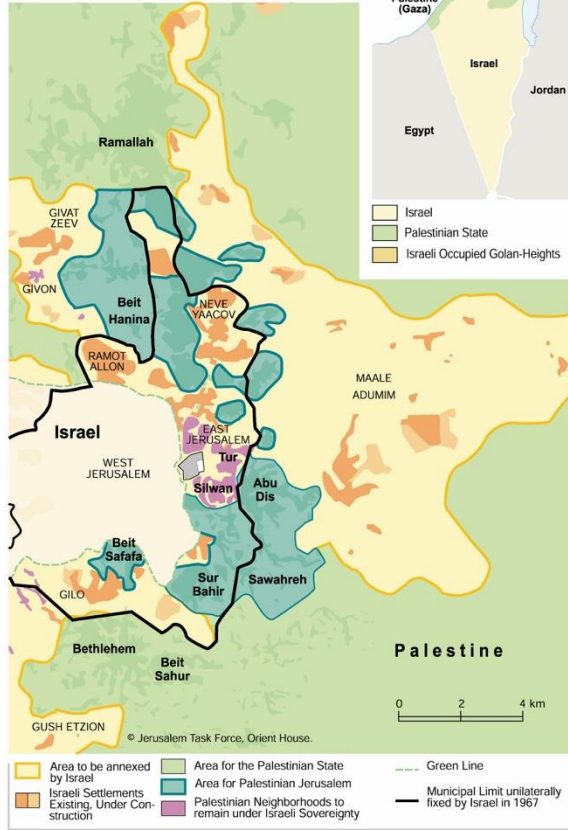 Palestine
(Gaza)
Israel
Jordan
Egypt
Israel
Palestinian State
Israeli Occupied Golan-Heights
Ramallah
GIVAT
ZEEV
GIVON
Beit
Hanina
NEVE
YAACOV
RAMOT
ALLON
MAALE
ADUMIM
Israel
EAST
JERUSALEM
WEST
JERUSALEM
Tur
Silwan
Abu
Dis
Beit
Safafa
Sur
Bahir
Sawahreh
GILO
Bethlehem
Beit
Sahur
Palestine
0 2 4 km
GUSH ETZION
© Jerusalem Task Force, Orient House.
Area to be annexed
by Israel
Israeli Settlements
Existing, Under Con-
struction
Area for the Palestinian State
Area for Palestinian Jerusalem
Palestinian Neighborhoods to
remain under Israeli Sovereignty
Green Line
Municipal Limit unilaterally
fixed by Israel in 1967